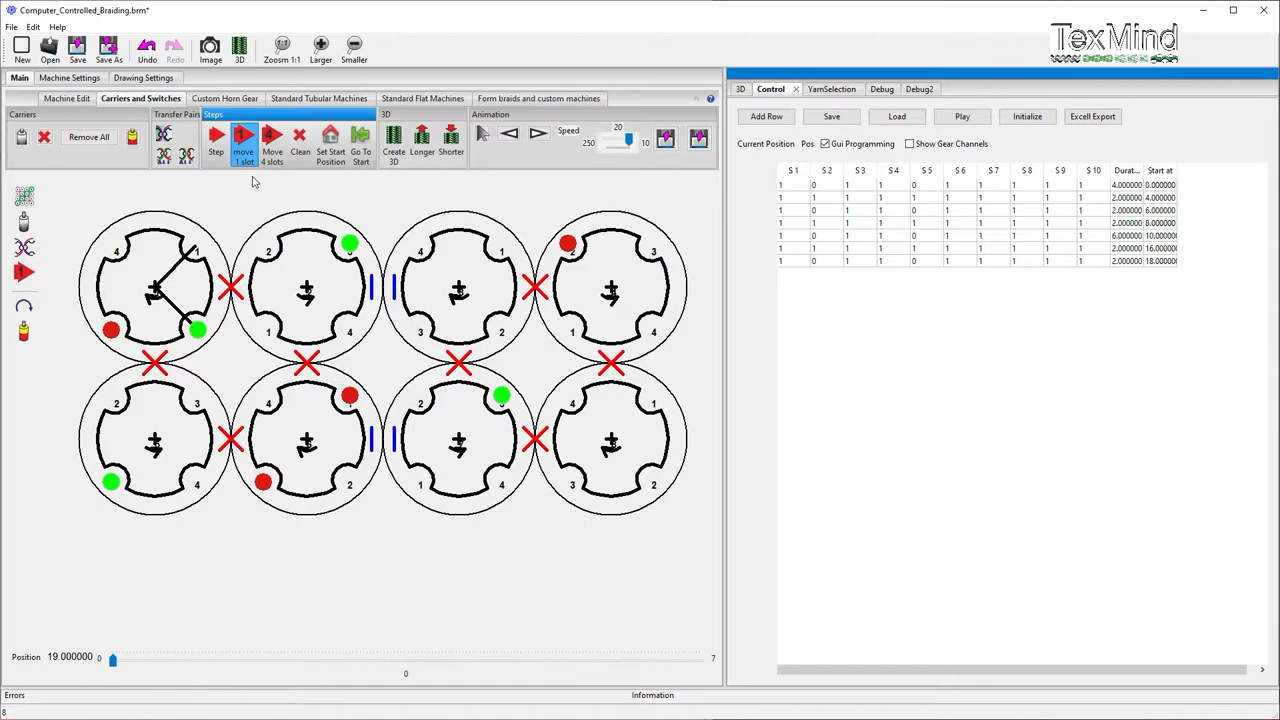 Computer_Controlled_Braiding.brm*
File Edit Help
TexMind
New Open Save Save As Undo Redo Image 3D Zoosm 1:1 Larger Smaller
Main Machine Settings Drawing Settings
3D Control YarnSelection Debug Debug2
Machine Edit Carriers and Switches Custom Horn Gear Standard Tubular Machines Standard Flat Machines Form braids and custom machines
Carriers Transfer Pairs Steps 3D Animation
Remove All
Step
move 1 slot
Move 4 slots
Clean
Set Start Position
Go To Start
Create 3D
Longer
Shorter
Speed 20
250 10
Add Row Save Load Play Initialize Excell Export
Current Position Pos Gui Programming Show Gear Channels
S 1 S 2 S 3 S 4 S 5 S 6 S 7 S 8 S 9 S 10 Durat... Start at
1 0 1 1 0 1 1 1 1 1 4.000000 0.000000
1 1 1 1 1 1 1 1 1 1 2.000000 4.000000
1 0 1 1 0 1 1 1 1 1 2.000000 6.000000
1 1 1 1 1 1 1 1 1 1 2.000000 8.000000
1 0 1 1 0 1 1 1 1 1 6.000000 10.00000
1 1 1 1 1 1 1 1 1 1 2.000000 16.00000
1 0 1 1 0 1 1 1 1 1 2.000000 18.00000
4 1 2 4 1 2 3
1 4 3 2 1 4
2 3 4 2 4 1
4 2 1 4 3 2
Position 19.000000 0 7
0
Errors Information
8